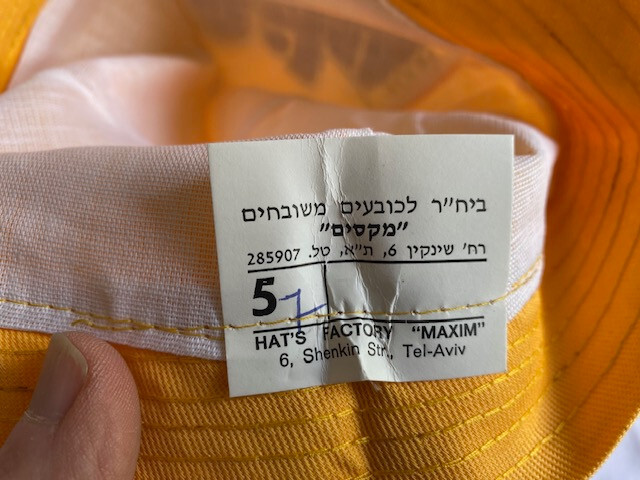 ביח״ר לכובעים משובחים
״מקסים״
רח׳ שינקין 6, ת״א, טל. 285907
5
HAT'S FACTORY "MAXIM"
6, Shenkin Str., Tel-Aviv